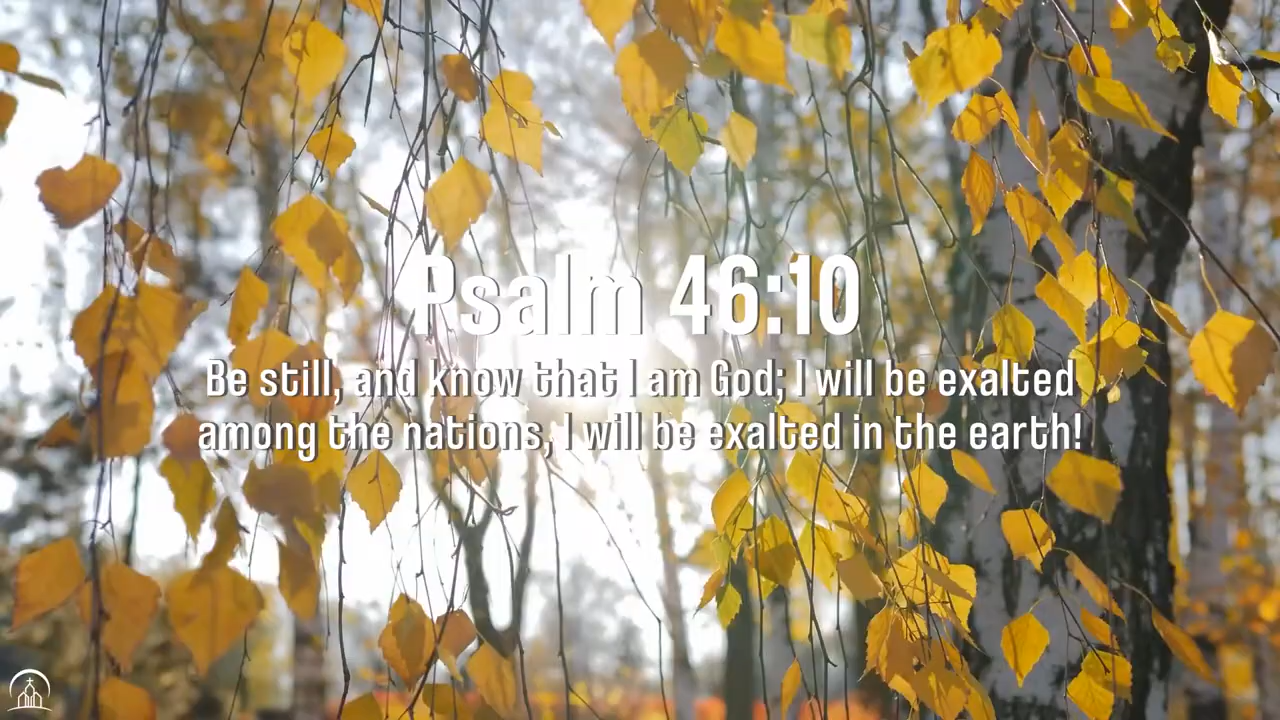 Psalm 46:10
Be still, and know that I am God; I will be exalted
among the nations, I will be exalted in the earth!